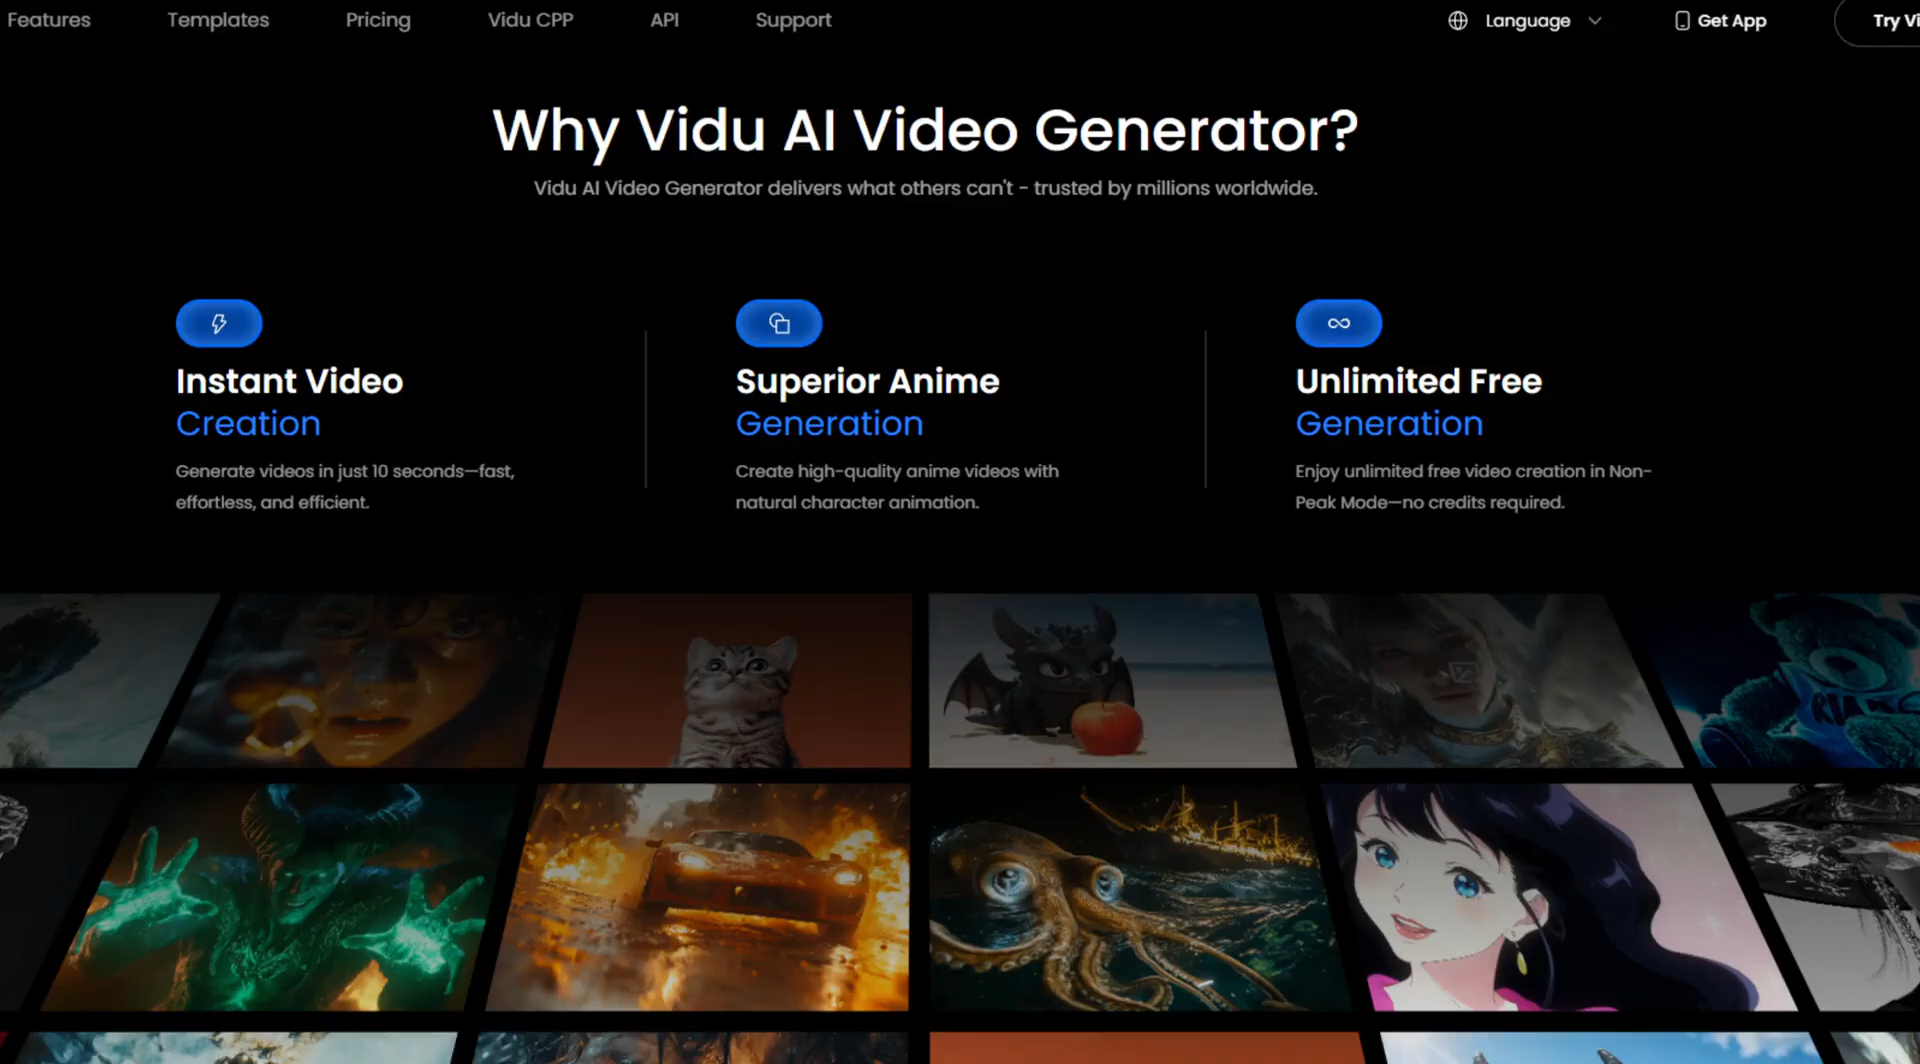 Features Templates Pricing Vidu CPP API Support Language Get App Try Vi
Why Vidu AI Video Generator?
Vidu AI Video Generator delivers what others can't - trusted by millions worldwide.
Instant Video
Creation
Generate videos in just 10 seconds—fast,
effortless, and efficient.
Superior Anime
Generation
Create high-quality anime videos with
natural character animation.
Unlimited Free
Generation
Enjoy unlimited free video creation in Non-
Peak Mode—no credits required.